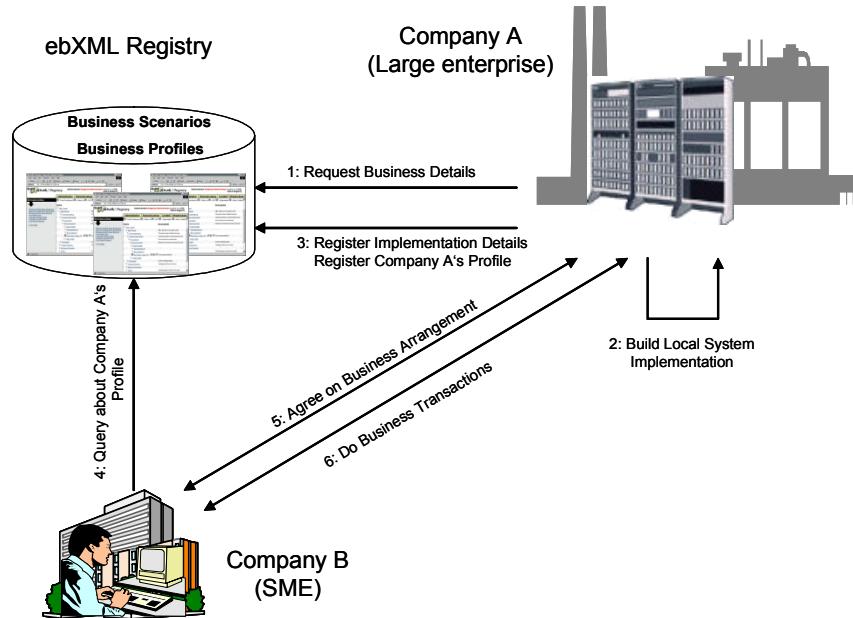 ebXML Registry
Company A
(Large enterprise)
Business Scenarios
Business Profiles
1: Request Business Details
3: Register Implementation Details
Register Company A's Profile
2: Build Local System
Implementation
4: Query about Company A's
Profile
5: Agree on Business Arrangement
6: Do Business Transactions
Company B
(SME)